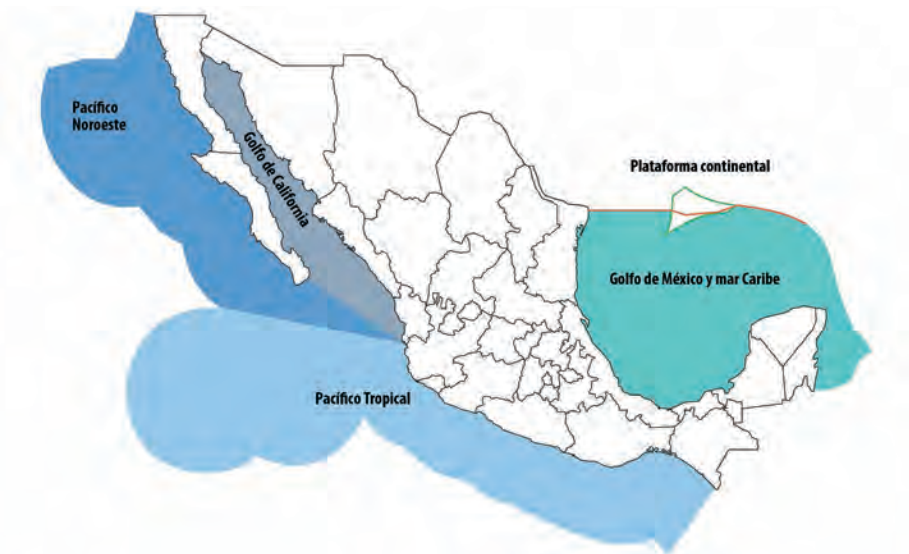 Pacífico
Noroeste
Golfo de California
Plataforma continental
Golfo de México y mar Caribe
Pacífico Tropical